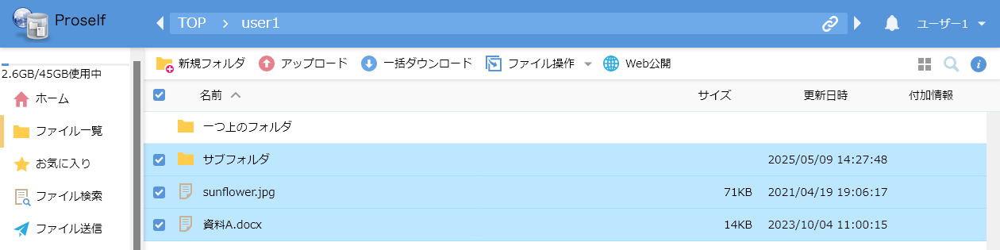 Proself
TOP > user1
ユーザー1
2.6GB/45GB使用中
ホーム
ファイル一覧
お気に入り
ファイル検索
ファイル送信
新規フォルダ アップロード 一括ダウンロード ファイル操作 Web公開
名前 サイズ 更新日時 付加情報
一つ上のフォルダ
サブフォルダ 2025/05/09 14:27:48
sunflower.jpg 71KB 2021/04/19 19:06:17
資料A.docx 14KB 2023/10/04 11:00:15